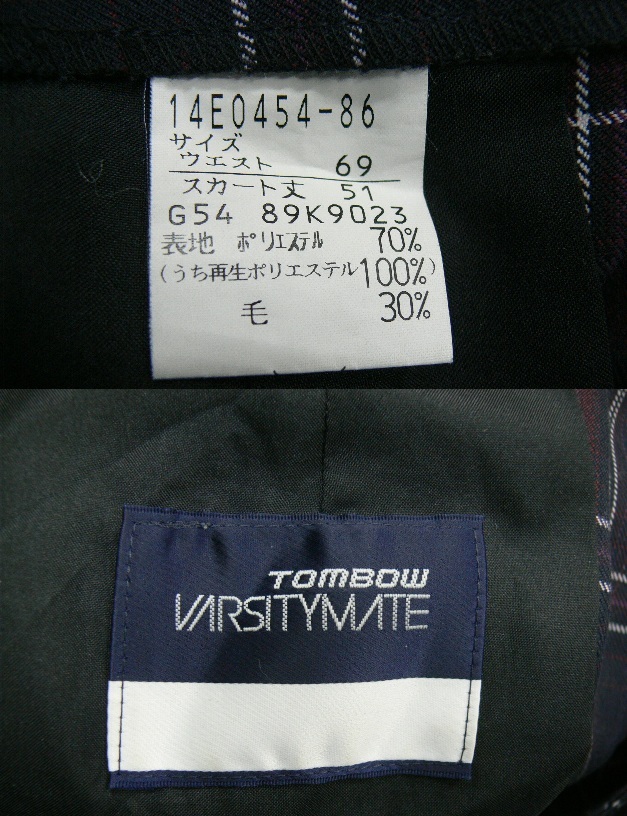 14E0454-86
サイズ
ウエスト 69
スカート丈 51
G54 89K9023
表地 ポリエステル 70%
(うち再生ポリエステル100%)
毛 30%
TOMBOW
VARSITYMATE